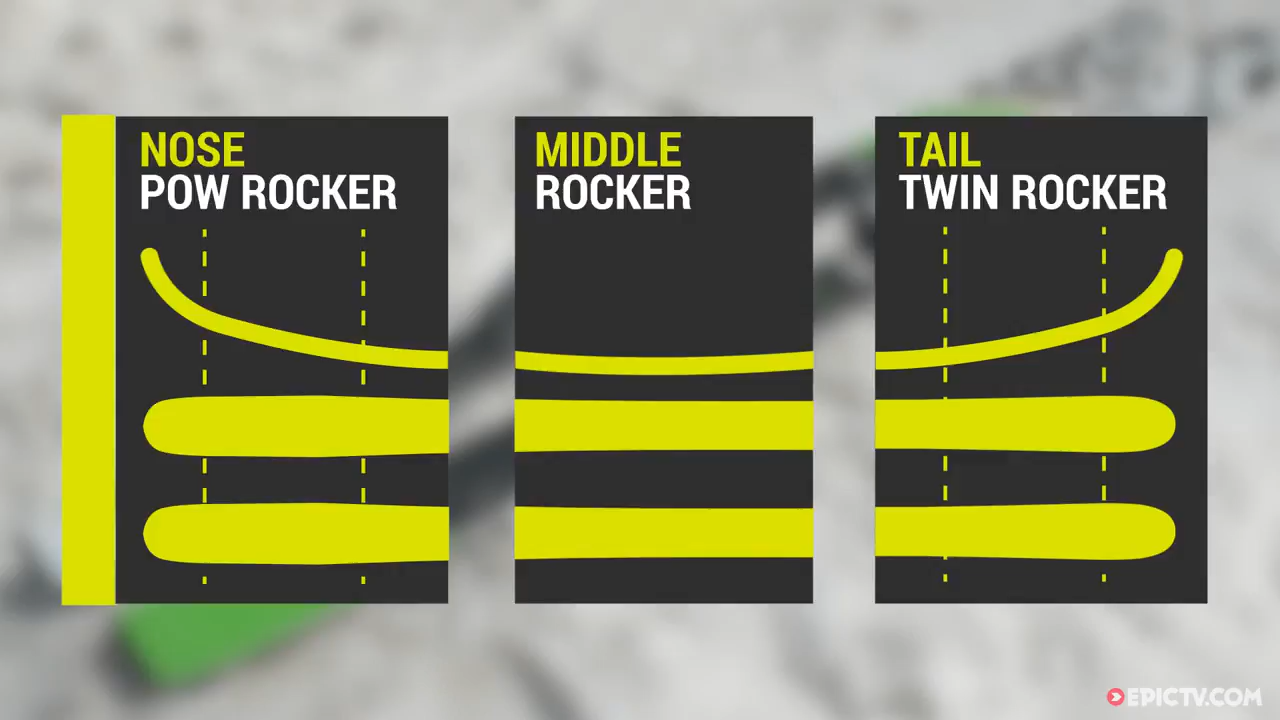 NOSE
POW ROCKER
MIDDLE
ROCKER
TAIL
TWIN ROCKER
EPICTV.COM